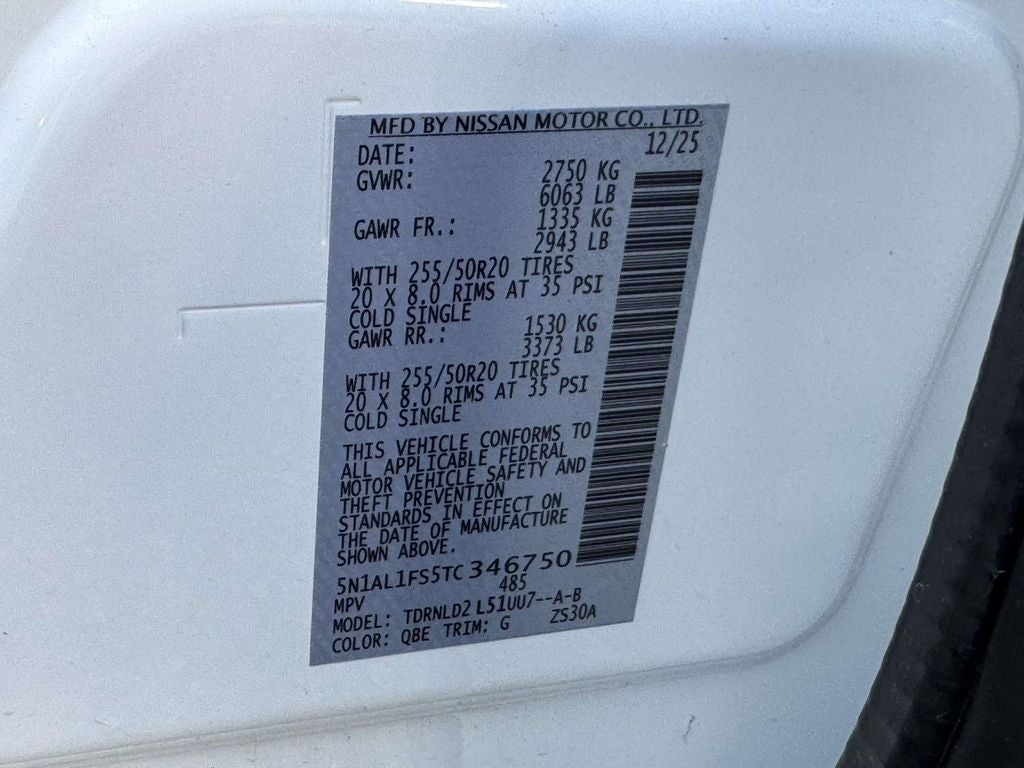 MFD BY NISSAN MOTOR CO., LTD.
DATE: 12/25
GVWR: 2750 KG
6063 LB
GAWR FR.: 1335 KG
2943 LB
WITH 255/50R20 TIRES
20 X 8.0 RIMS AT 35 PSI
COLD SINGLE
GAWR RR.: 1530 KG
3373 LB
WITH 255/50R20 TIRES
20 X 8.0 RIMS AT 35 PSI
COLD SINGLE
THIS VEHICLE CONFORMS TO
ALL APPLICABLE FEDERAL
MOTOR VEHICLE SAFETY AND
THEFT PREVENTION
STANDARDS IN EFFECT ON
THE DATE OF MANUFACTURE
SHOWN ABOVE.
5N1AL1FS5TC346750
MPV 485
MODEL: TDRNLD2 L51UU7--A-B
COLOR: QBE TRIM: G ZS30A